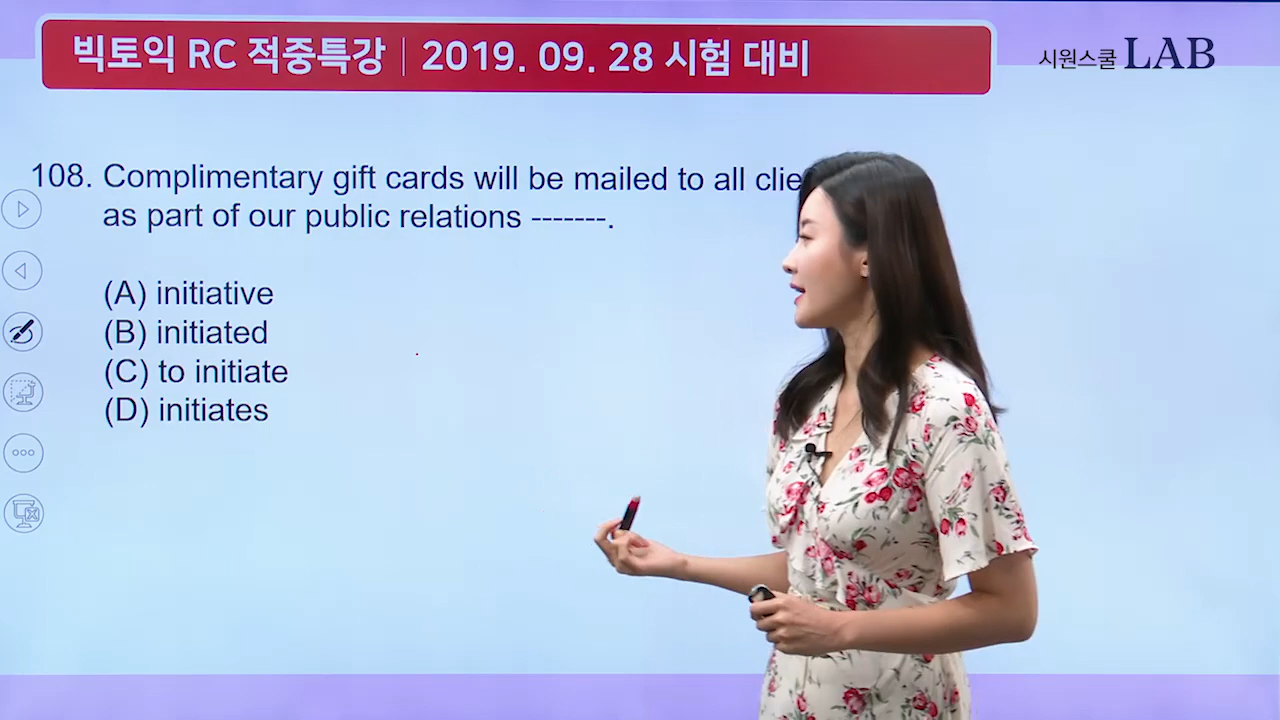 빅토익 RC 적중특강 | 2019. 09. 28 시험 대비
시원스쿨 LAB
108. Complimentary gift cards will be mailed to all
as part of our public relations -------.
(A) initiative
(B) initiated
(C) to initiate
(D) initiates